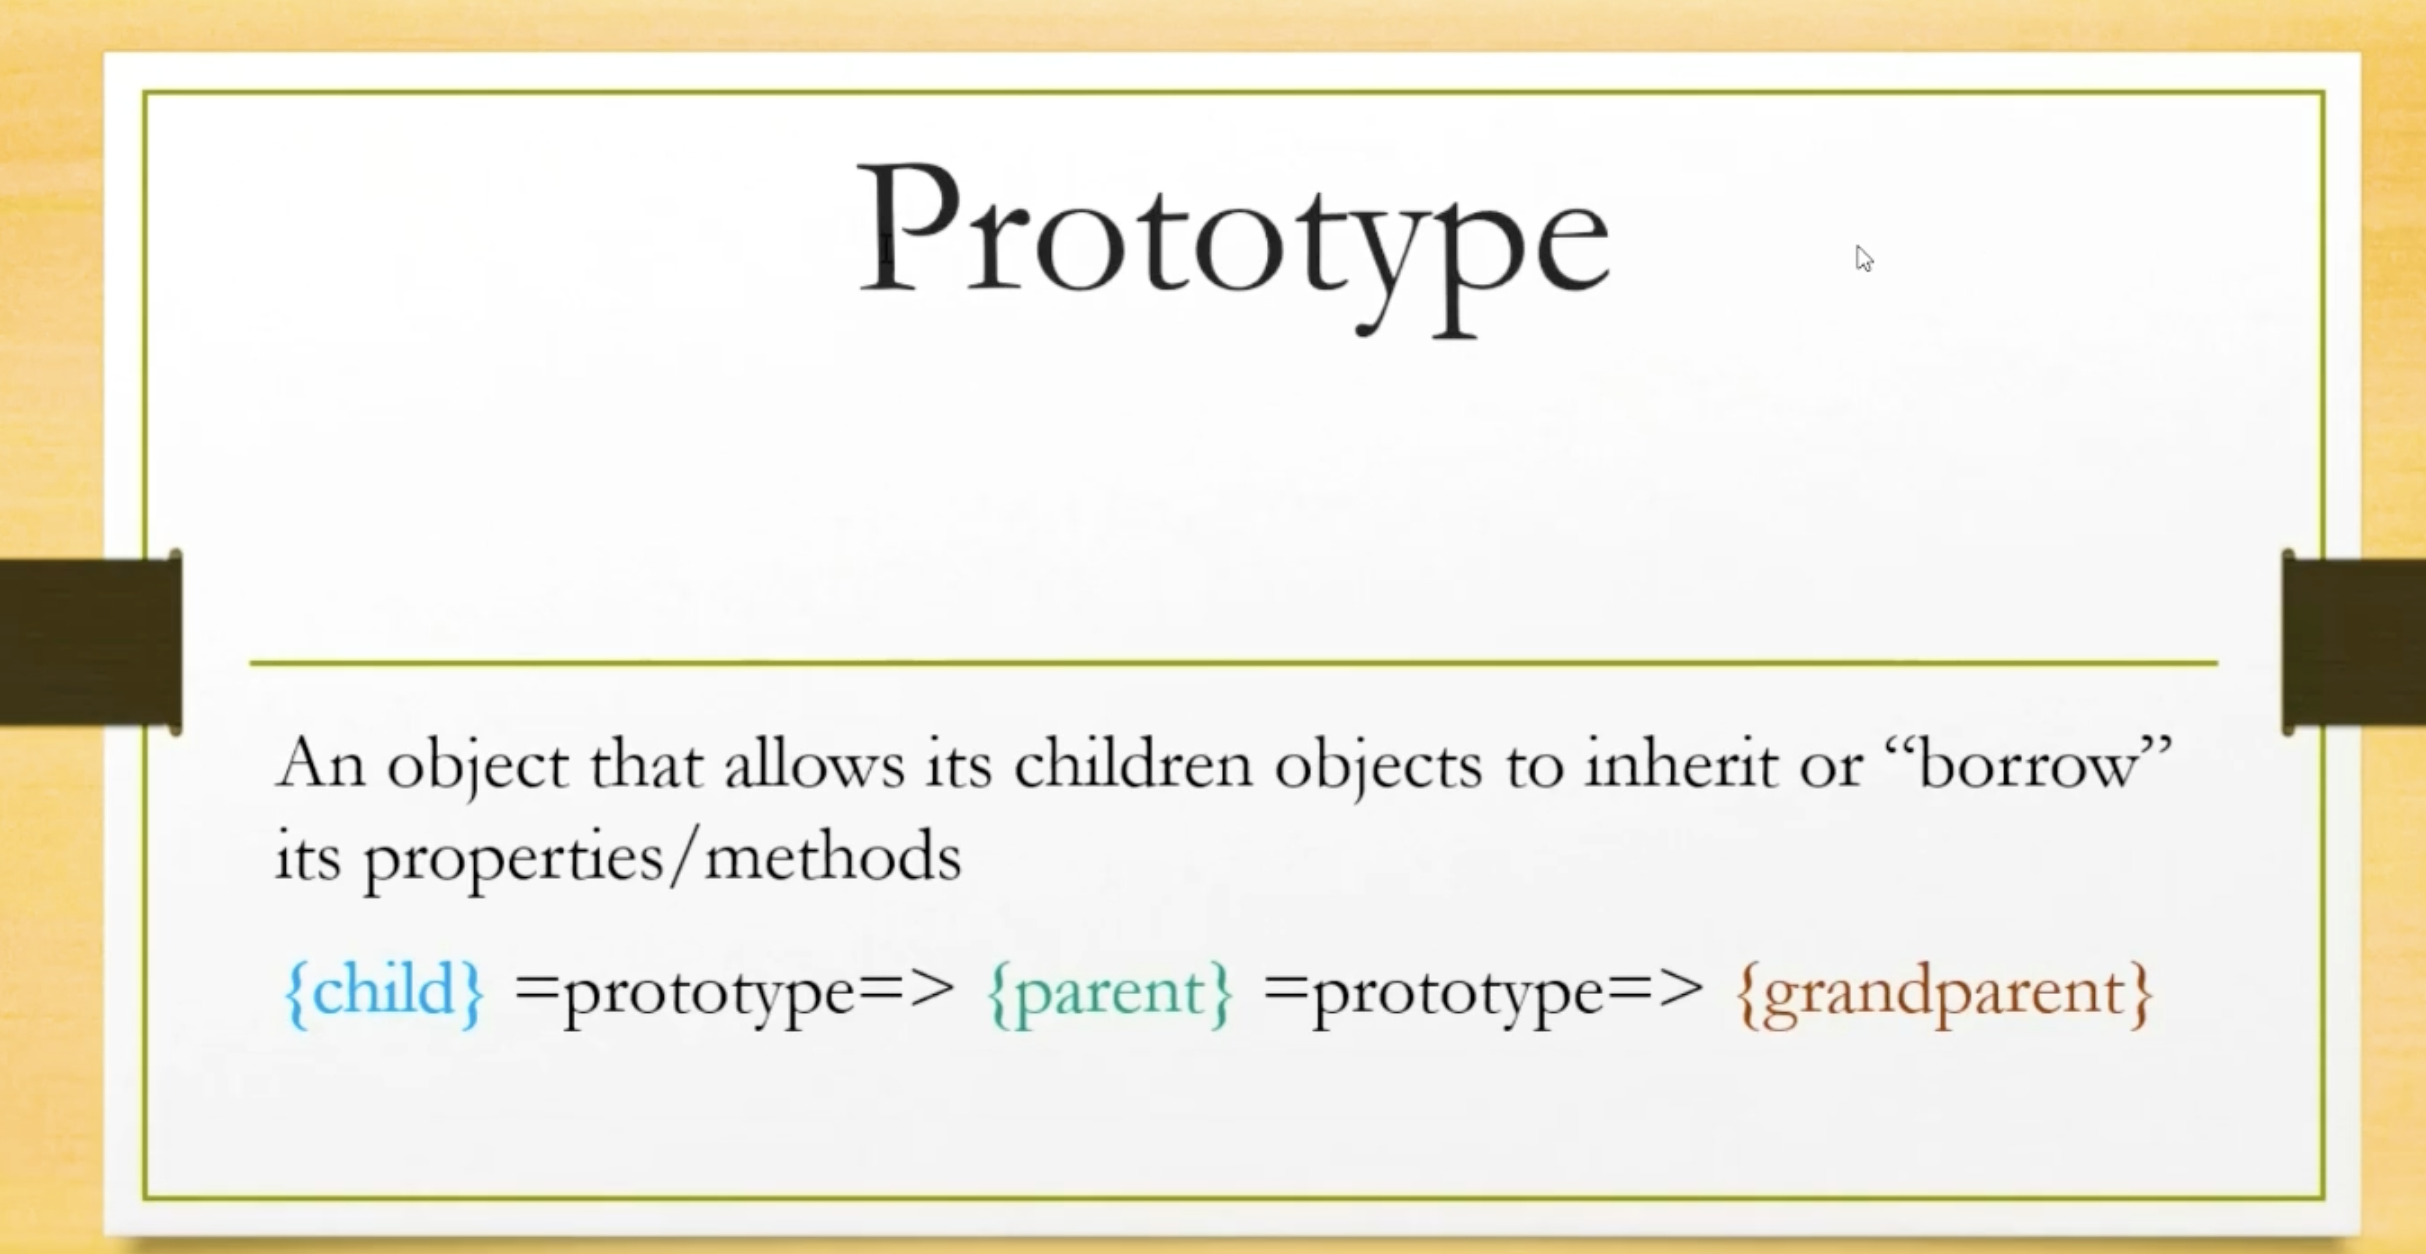 Prototype
An object that allows its children objects to inherit or “borrow”
its properties/methods
{child} =prototype=> {parent} =prototype=> {grandparent}